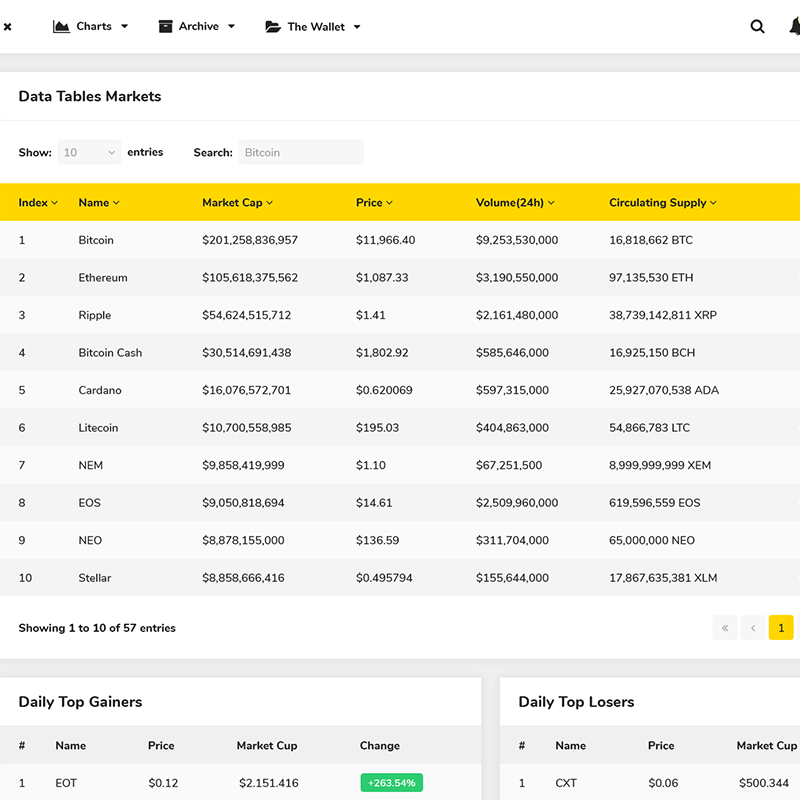 Charts Archive The Wallet
Data Tables Markets
Show: 10 entries Search: Bitcoin
Index Name Market Cap Price Volume(24h) Circulating Supply
1 Bitcoin $201,258,836,957 $11,966.40 $9,253,530,000 16,818,662 BTC
2 Ethereum $105,618,375,562 $1,087.33 $3,190,550,000 97,135,530 ETH
3 Ripple $54,624,515,712 $1.41 $2,161,480,000 38,739,142,811 XRP
4 Bitcoin Cash $30,514,691,438 $1,802.92 $585,646,000 16,925,150 BCH
5 Cardano $16,076,572,701 $0.620069 $597,315,000 25,927,070,538 ADA
6 Litecoin $10,700,558,985 $195.03 $404,863,000 54,866,783 LTC
7 NEM $9,858,419,999 $1.10 $67,251,500 8,999,999,999 XEM
8 EOS $9,050,818,694 $14.61 $2,509,960,000 619,596,559 EOS
9 NEO $8,878,155,000 $136.59 $311,704,000 65,000,000 NEO
10 Stellar $8,858,666,416 $0.495794 $155,644,000 17,867,635,381 XLM
Showing 1 to 10 of 57 entries « ‹ 1
Daily Top Gainers
# Name Price Market Cup Change
1 EOT $0.12 $2.151.416 +263.54%
Daily Top Losers
# Name Price Market Cup
1 CXT $0.06 $500.344